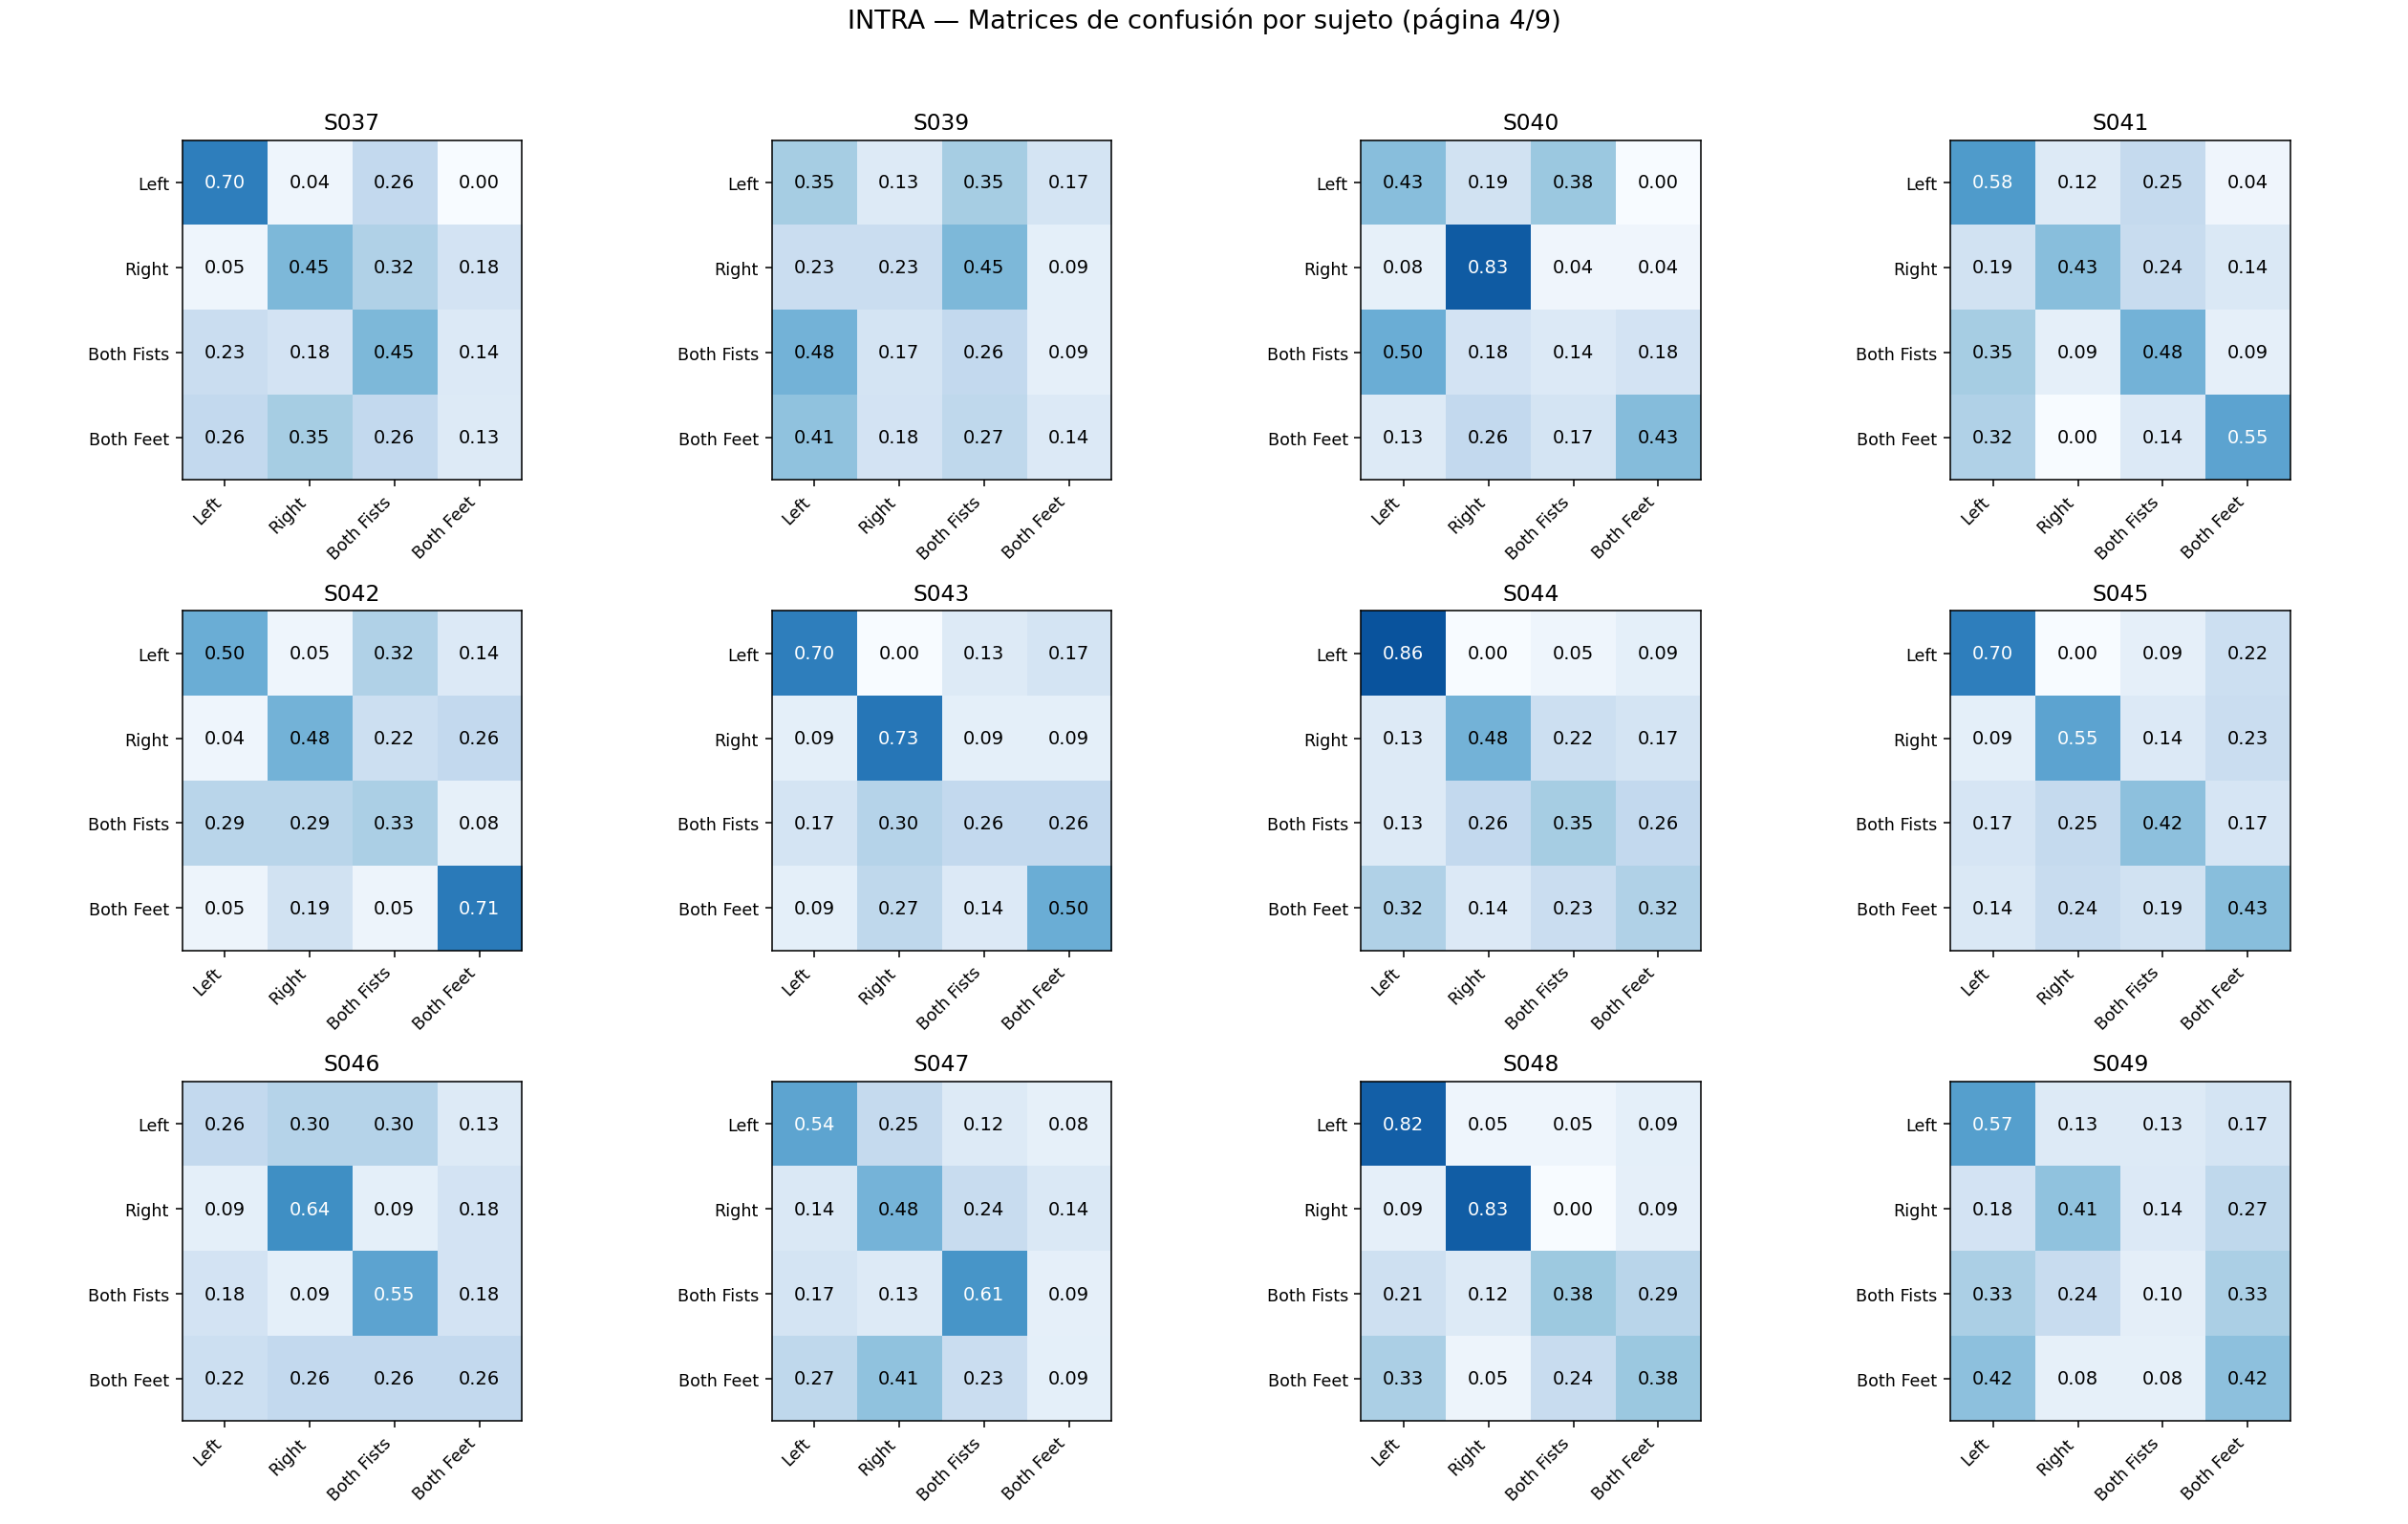 INTRA — Matrices de confusión por sujeto (página 4/9)
S037 S039 S040 S041
Left 0.70 0.04 0.26 0.00 Left 0.35 0.13 0.35 0.17 Left 0.43 0.19 0.38 0.00 Left 0.58 0.12 0.25 0.04
Right 0.05 0.45 0.32 0.18 Right 0.23 0.23 0.45 0.09 Right 0.08 0.83 0.04 0.04 Right 0.19 0.43 0.24 0.14
Both Fists 0.23 0.18 0.45 0.14 Both Fists 0.48 0.17 0.26 0.09 Both Fists 0.50 0.18 0.14 0.18 Both Fists 0.35 0.09 0.48 0.09
Both Feet 0.26 0.35 0.26 0.13 Both Feet 0.41 0.18 0.27 0.14 Both Feet 0.13 0.26 0.17 0.43 Both Feet 0.32 0.00 0.14 0.55
Left Right Both Fists Both Feet Left Right Both Fists Both Feet Left Right Both Fists Both Feet Left Right Both Fists Both Feet
S042 S043 S044 S045
Left 0.50 0.05 0.32 0.14 Left 0.70 0.00 0.13 0.17 Left 0.86 0.00 0.05 0.09 Left 0.70 0.00 0.09 0.22
Right 0.04 0.48 0.22 0.26 Right 0.09 0.73 0.09 0.09 Right 0.13 0.48 0.22 0.17 Right 0.09 0.55 0.14 0.23
Both Fists 0.29 0.29 0.33 0.08 Both Fists 0.17 0.30 0.26 0.26 Both Fists 0.13 0.26 0.35 0.26 Both Fists 0.17 0.25 0.42 0.17
Both Feet 0.05 0.19 0.05 0.71 Both Feet 0.09 0.27 0.14 0.50 Both Feet 0.32 0.14 0.23 0.32 Both Feet 0.14 0.24 0.19 0.43
Left Right Both Fists Both Feet Left Right Both Fists Both Feet Left Right Both Fists Both Feet Left Right Both Fists Both Feet
S046 S047 S048 S049
Left 0.26 0.30 0.30 0.13 Left 0.54 0.25 0.12 0.08 Left 0.82 0.05 0.05 0.09 Left 0.57 0.13 0.13 0.17
Right 0.09 0.64 0.09 0.18 Right 0.14 0.48 0.24 0.14 Right 0.09 0.83 0.00 0.09 Right 0.18 0.41 0.14 0.27
Both Fists 0.18 0.09 0.55 0.18 Both Fists 0.17 0.13 0.61 0.09 Both Fists 0.21 0.12 0.38 0.29 Both Fists 0.33 0.24 0.10 0.33
Both Feet 0.22 0.26 0.26 0.26 Both Feet 0.27 0.41 0.23 0.09 Both Feet 0.33 0.05 0.24 0.38 Both Feet 0.42 0.08 0.08 0.42
Left Right Both Fists Both Feet Left Right Both Fists Both Feet Left Right Both Fists Both Feet Left Right Both Fists Both Feet